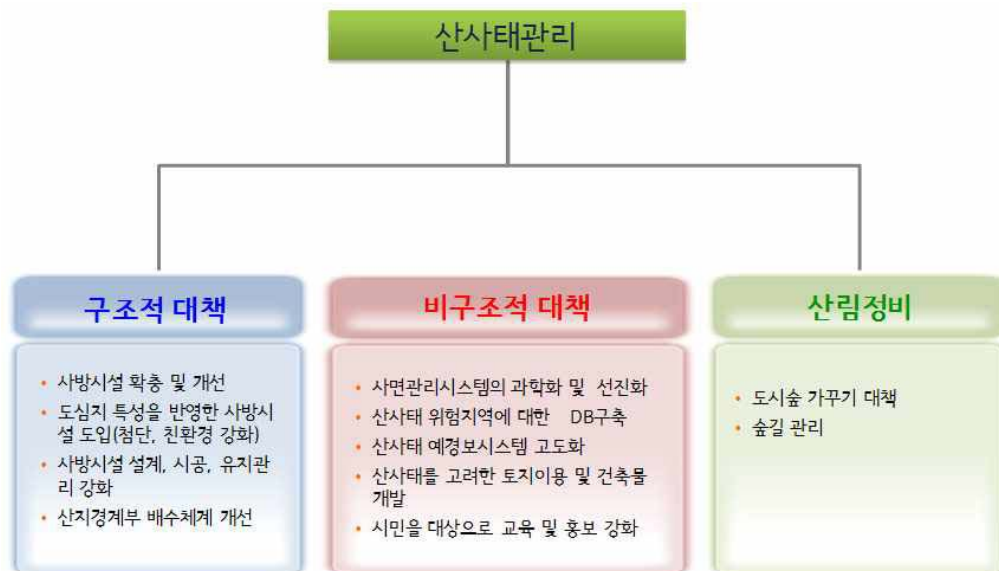 산사태관리
구조적 대책
• 사방시설 확충 및 개선
• 도심지 특성을 반영한 사방시
설 도입(첨단, 친환경 강화)
• 사방시설 설계, 시공, 유지관
리 강화
• 산지경계부 배수체계 개선
비구조적 대책
• 사면관리시스템의 과학화 및 선진화
• 산사태 위험지역에 대한 DB구축
• 산사태 예경보시스템 고도화
• 산사태를 고려한 토지이용 및 건축물
개발
• 시민을 대상으로 교육 및 홍보 강화
산림정비
• 도시숲 가꾸기 대책
• 숲길 관리